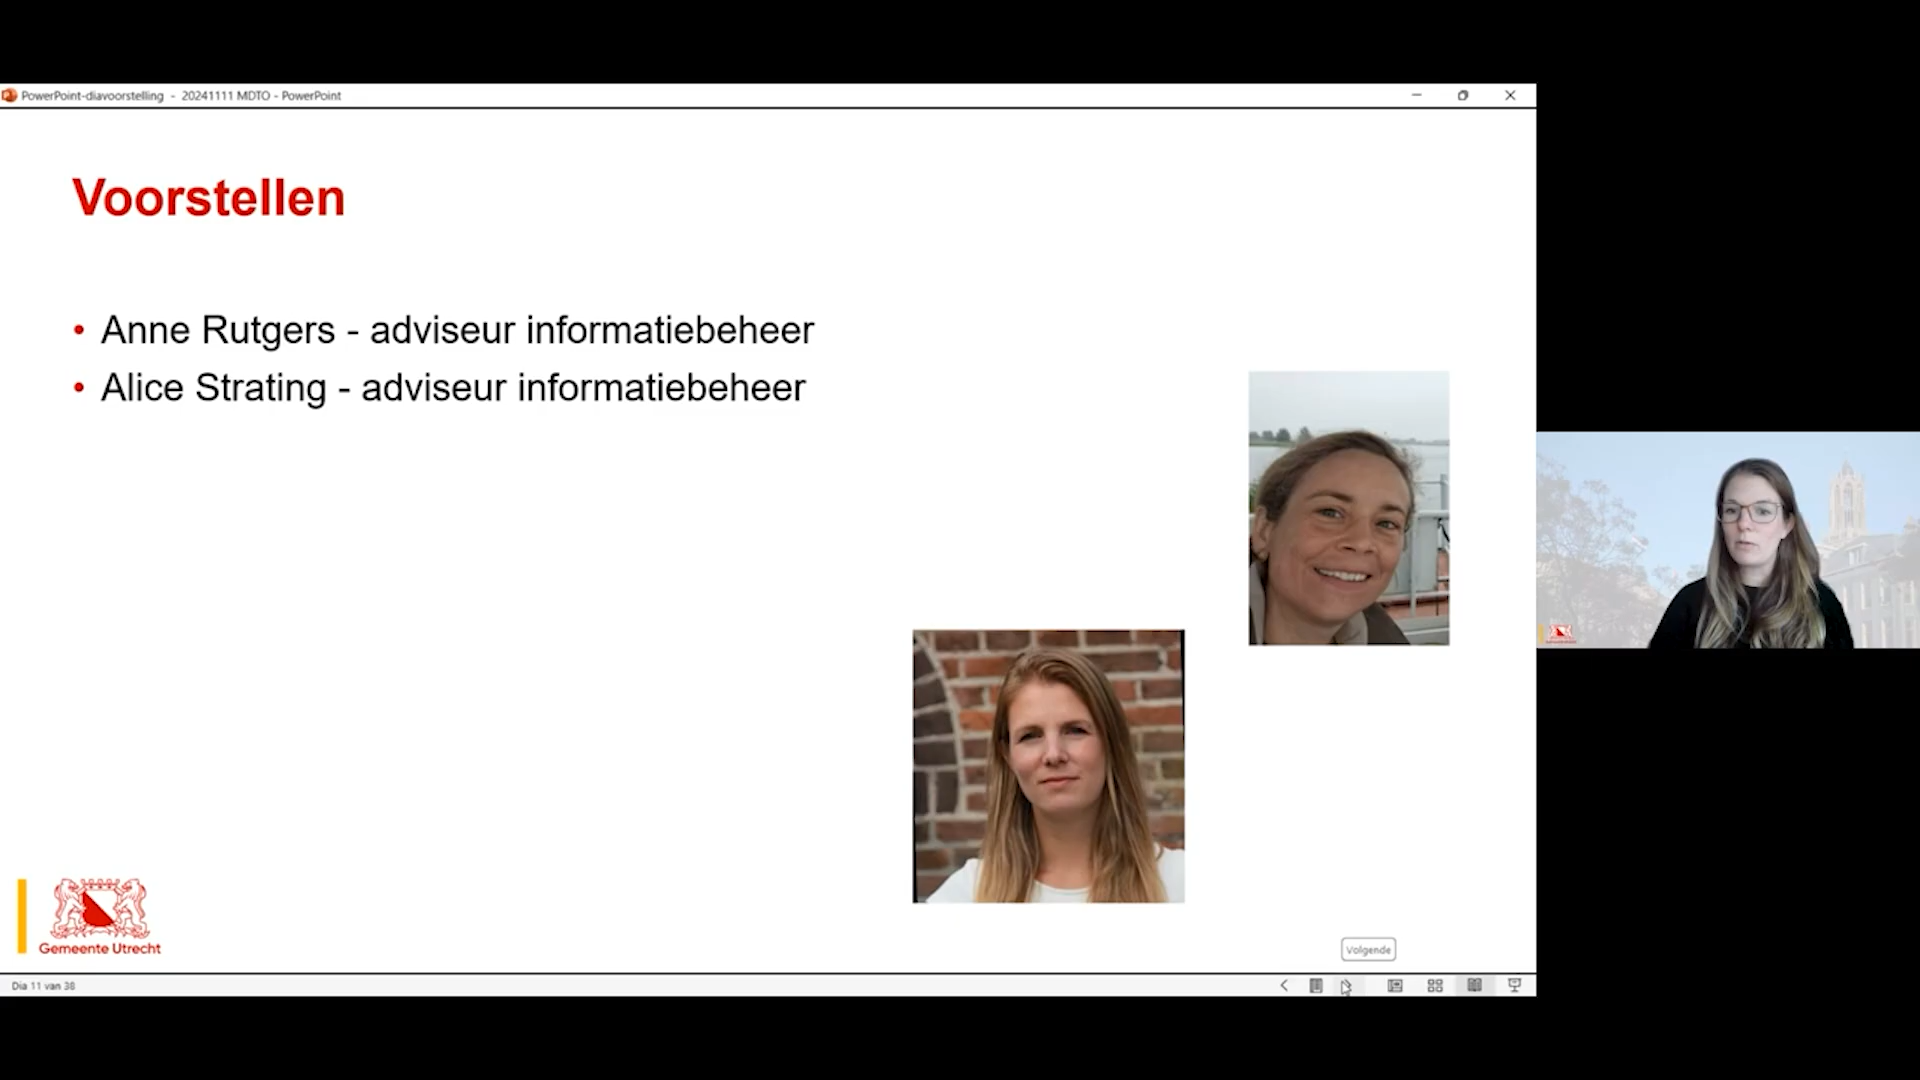 PowerPoint-diavoorstelling - 20241111 MDTO - PowerPoint
Voorstellen
• Anne Rutgers - adviseur informatiebeheer
• Alice Strating - adviseur informatiebeheer
Gemeente Utrecht
Volgende
Dia 11 van 38